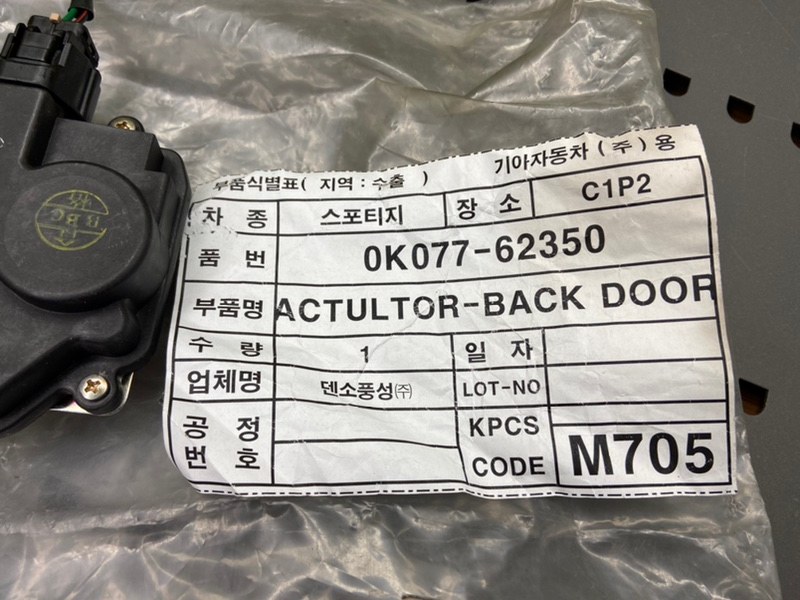 부품식별표( 지역 : 수출 ) 기아자동차 ( 주 ) 용
차 종 스포티지 장 소 C1P2
품 번 0K077-62350
부품명 ACTULTOR-BACK DOOR
수 량 1 일 자
업체명 덴소풍성㈜ LOT-NO
공 정 KPCS
번 호 CODE M705